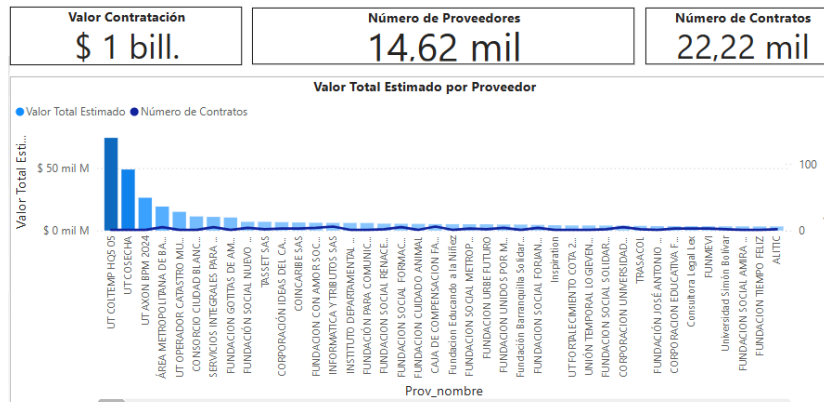 Valor Contratación
$ 1 bill.
Número de Proveedores
14,62 mil
Número de Contratos
22,22 mil
Valor Total Estimado por Proveedor
Valor Total Estimado Número de Contratos
Valor Total Esti...
$ 50 mil M
$ 0 mil M
100
0
UT COLTEMP HQS 05
UT COSECHA
UT AXON BPM 2024
ÁREA METROPOLITANA DE BA...
UT OPERADOR CATASTRO MU...
CONSORCIO CIUDAD BLANC...
SERVICIOS INTEGRALES PARA ...
FUNDACION GOTITAS DE AM...
FUNDACIÓN SOCIAL NUEVO ...
TASSET SAS
CORPORACIÓN IDEAS DEL CA...
COINCARIBE SAS
FUNDACION CON AMOR SOC...
INFORMATICA Y TRIBUTOS SAS
INSTITUTO DEPARTAMENTAL ...
FUNDACIÓN PARA COMUNIC...
FUNDACION SOCIAL RENACE...
FUNDACION SOCIAL FORMAC...
FUNDACION CUIDADO ANIMAL
CAJA DE COMPENSACION FA...
Fundacion Educando a la Niñez
FUNDACION SOCIAL METROP...
FUNDACION URBE FUTURO
FUNDACION UNIDOS POR M...
Fundación Barranquilla Solidar...
FUNDACION SOCIAL FORJAN...
Inspiration
UT FORTALECIMIENTO COTA 2...
UNIÓN TEMPORAL LOGIEVEN...
FUNDACION SOCIAL SOLIDAR...
CORPORACION UNIVERSIDAD...
TRASACOL
FUNDACIÓN JOSÉ ANTONIO ...
CORPORACION EDUCATIVA F...
Consultora Legal Lex
FUNMEVI
Universidad Simón Bolívar
FUNDACION SOCIAL AMIRA ...
FUNDACION TIEMPO FELIZ
ALITIC
Prov_nombre